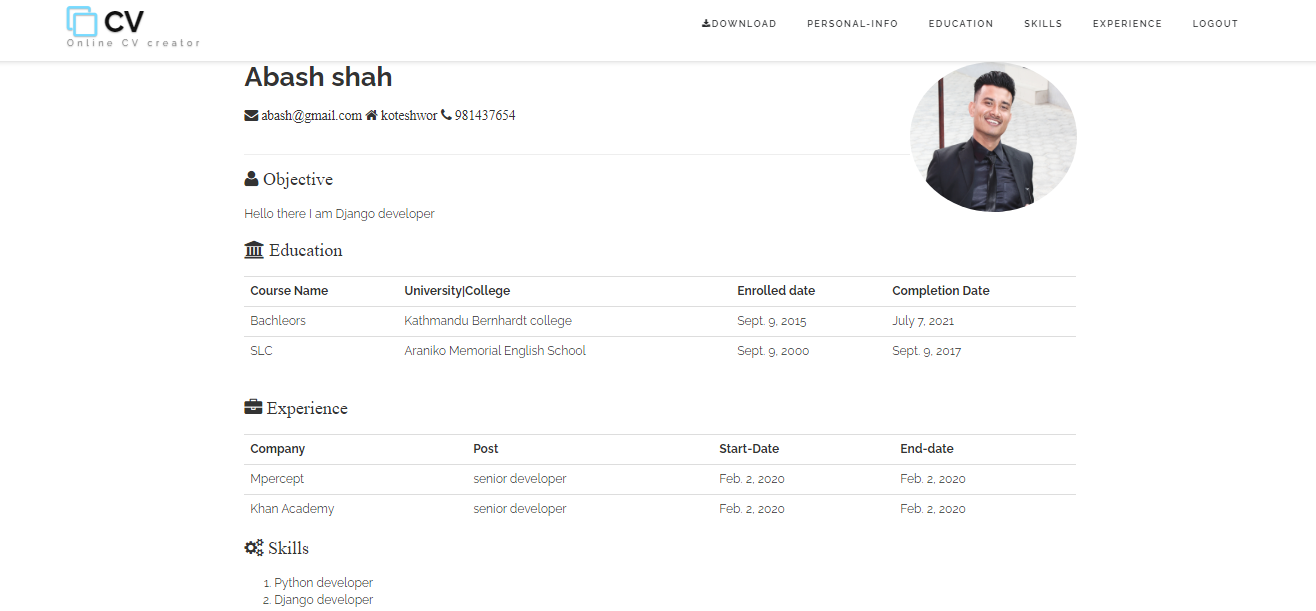 CV
Online CV creator
DOWNLOAD PERSONAL-INFO EDUCATION SKILLS EXPERIENCE LOGOUT
Abash shah
abash@gmail.com koteshwor 981437654
Objective
Hello there I am Django developer
Education
Course Name University|College Enrolled date Completion Date
Bachleors Kathmandu Bernhardt college Sept. 9, 2015 July 7, 2021
SLC Araniko Memorial English School Sept. 9, 2000 Sept. 9, 2017
Experience
Company Post Start-Date End-date
Mpercept senior developer Feb. 2, 2020 Feb. 2, 2020
Khan Academy senior developer Feb. 2, 2020 Feb. 2, 2020
Skills
1. Python developer
2. Django developer